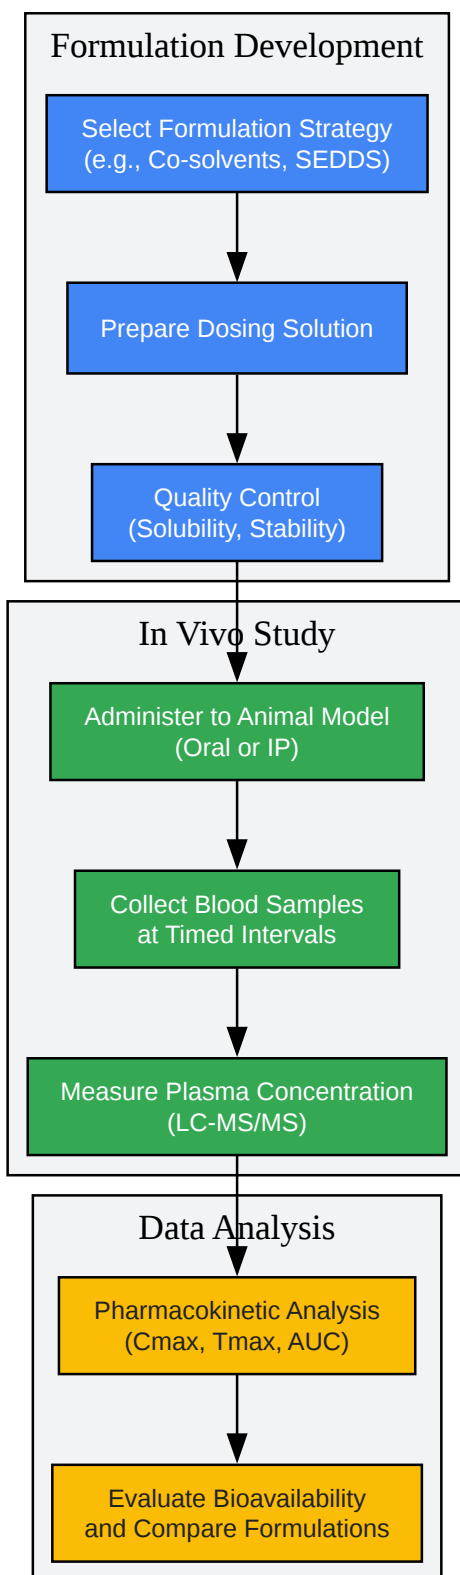 Formulation Development
Select Formulation Strategy
(e.g., Co-solvents, SEDDS)
Prepare Dosing Solution
Quality Control
(Solubility, Stability)
In Vivo Study
Administer to Animal Model
(Oral or IP)
Collect Blood Samples
at Timed Intervals
Measure Plasma Concentration
(LC-MS/MS)
Data Analysis
Pharmacokinetic Analysis
(Cmax, Tmax, AUC)
Evaluate Bioavailability
and Compare Formulations